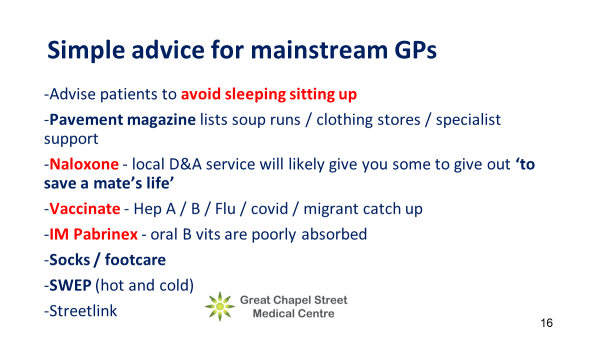 Simple advice for mainstream GPs
-Advise patients to avoid sleeping sitting up
-Pavement magazine lists soup runs / clothing stores / specialist
support
-Naloxone - local D&A service will likely give you some to give out ‘to
save a mate’s life’
-Vaccinate - Hep A / B / Flu / covid / migrant catch up
-IM Pabrinex - oral B vits are poorly absorbed
-Socks / footcare
-SWEP (hot and cold)
-Streetlink
Great Chapel Street
Medical Centre
16